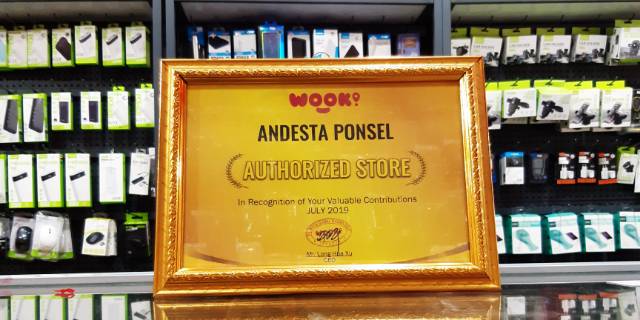 WOOK!
ANDESTA PONSEL
AUTHORIZED STORE
In Recognition of Your Valuable Contributions
JULY 2019
CEO